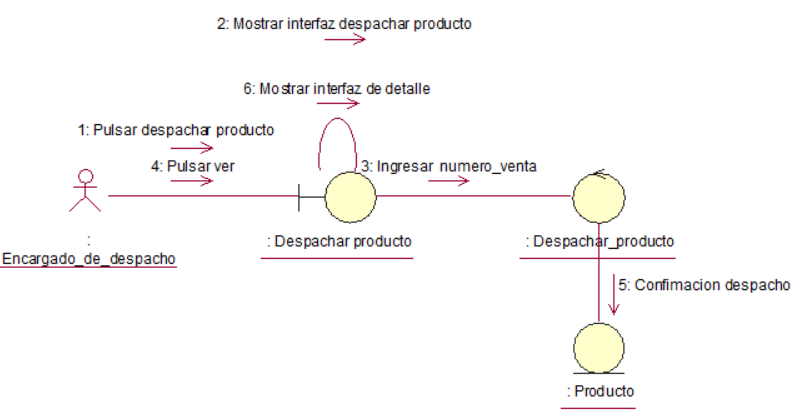 2: Mostrar interfaz despachar producto
6: Mostrar interfaz de detalle
1: Pulsar despachar producto
4: Pulsar ver
3: Ingresar numero_venta
:
Encargado_de_despacho
: Despachar producto
: Despachar_producto
5: Confimacion despacho
: Producto